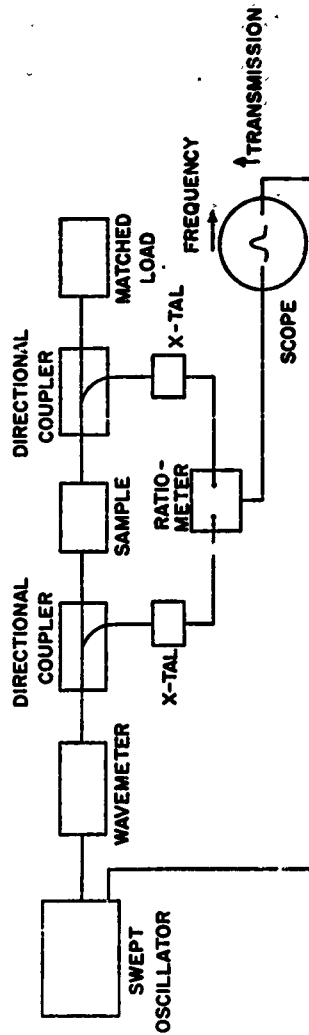 SWEPT
OSCILLATOR
WAVEMETER
DIRECTIONAL
COUPLER
X-TAL
SAMPLE
RATIO-
METER
DIRECTIONAL
COUPLER
X-TAL
MATCHED
LOAD
SCOPE
FREQUENCY
TRANSMISSION